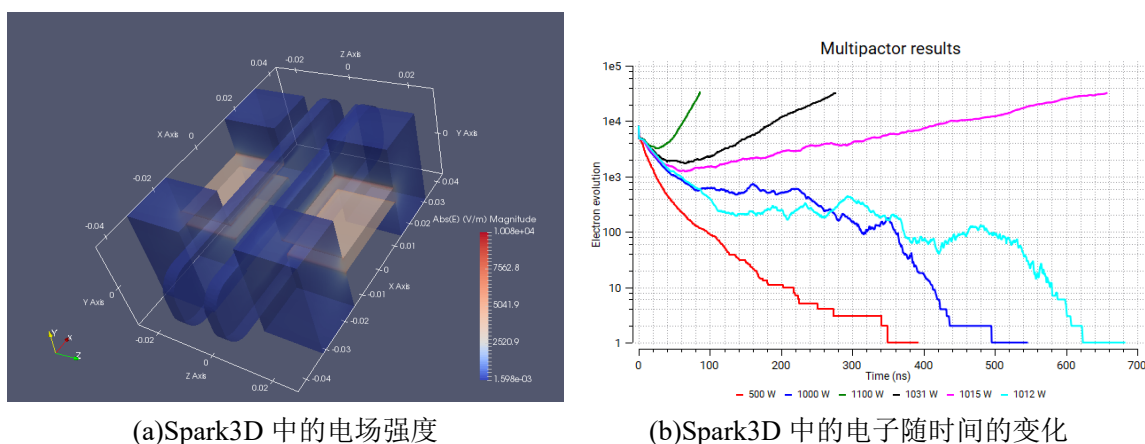 Z Axis
-0.02
0
0.02
0.04
0.02
X Axis
0
-0.02
-0.04
Y Axis
0
-0.02
Z Axis
0
0.02
0
Y Axis
0.04
0.03
0.02
0.01
0
X Axis
-0.01
-0.02
-0.03
-0.04
Abs(E) (V/m) Magnitude
1.008e+04
7562.8
5041.9
2520.9
1.598e-03
Y
X
Z
Multipactor results
1e5
1e4
1e3
100
10
1
Electron evolution
0 100 200 300 400 500 600 700
Time (ns)
500 W 1000 W 1100 W 1031 W 1015 W 1012 W
(a)Spark3D 中的电场强度
(b)Spark3D 中的电子随时间的变化